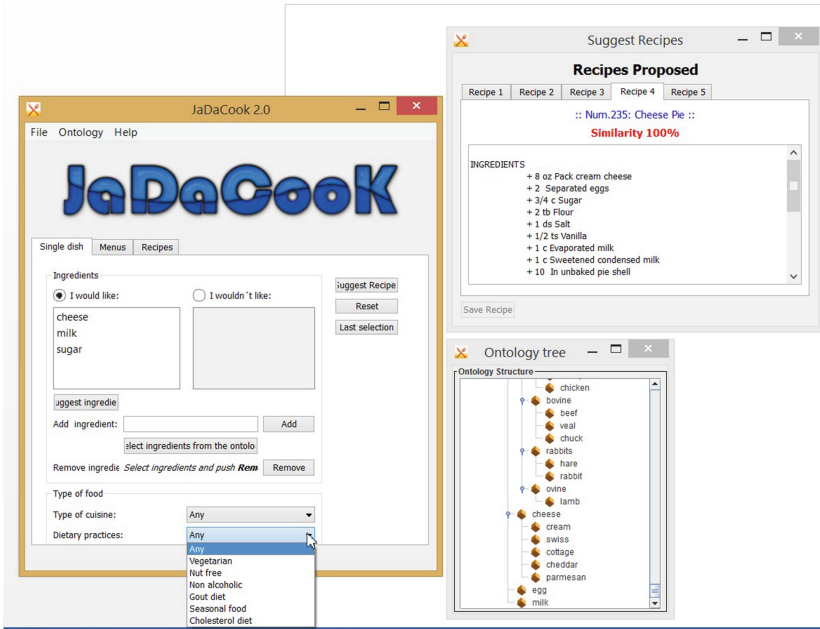 JaDaCook 2.0
File Ontology Help
JaDaCooK
Single dish Menus Recipes
Ingredients
I would like:
I wouldn´t like:
cheese
milk
sugar
uggest ingredie
Add ingredient:
Add
elect ingredients from the ontolo
Remove ingredie Select ingredients and push Rem
Remove
Suggest Recipe
Reset
Last selection
Type of food
Type of cuisine: Any
Dietary practices: Any
Any
Vegetarian
Nut free
Non alcoholic
Gout diet
Seasonal food
Cholesterol diet
Suggest Recipes
Recipes Proposed
Recipe 1 Recipe 2 Recipe 3 Recipe 4 Recipe 5
:: Num.235: Cheese Pie ::
Similarity 100%
INGREDIENTS
+ 8 oz Pack cream cheese
+ 2 Separated eggs
+ 3/4 c Sugar
+ 2 tb Flour
+ 1 ds Salt
+ 1/2 ts Vanilla
+ 1 c Evaporated milk
+ 1 c Sweetened condensed milk
+ 10 In unbaked pie shell
Save Recipe
Ontology tree
Ontology Structure
chicken
bovine
beef
veal
chuck
rabbits
hare
rabbit
ovine
lamb
cheese
cream
swiss
cottage
cheddar
parmesan
egg
milk